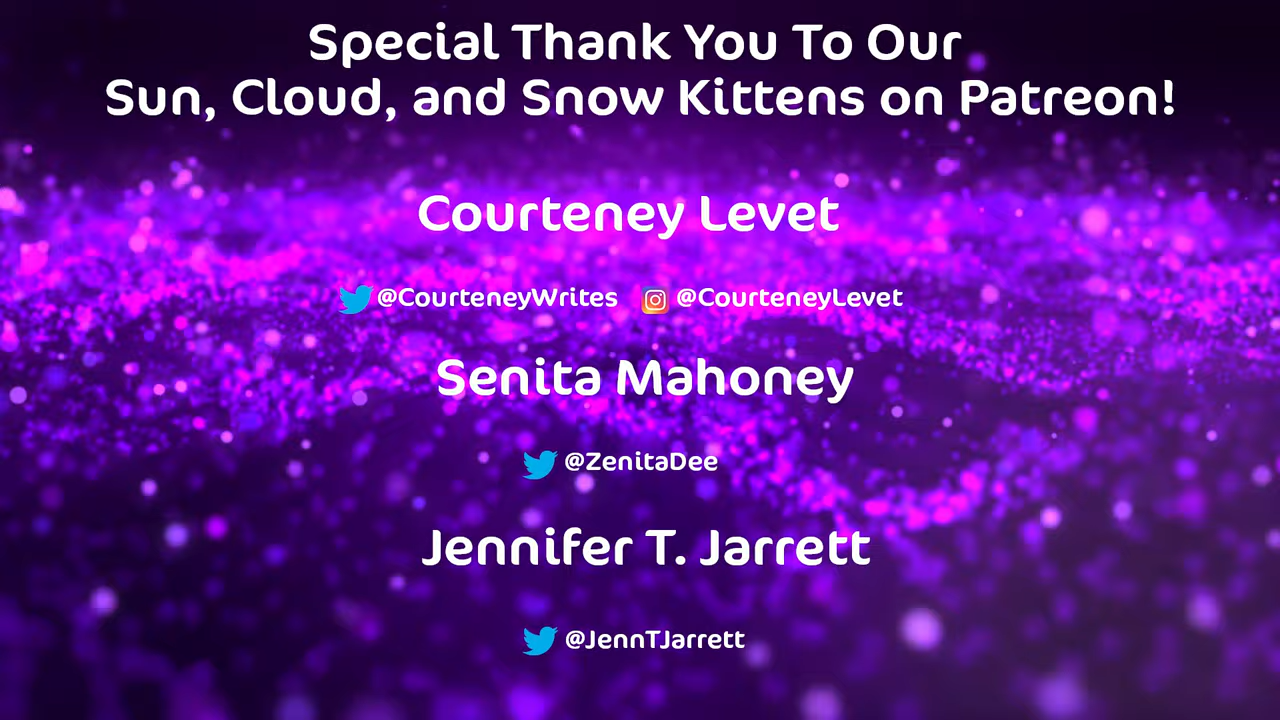 Special Thank You To Our
Sun, Cloud, and Snow Kittens on Patreon!
Courteney Levet
@CourteneyWrites @CourteneyLevet
Senita Mahoney
@ZenitaDee
Jennifer T. Jarrett
@JennTJarrett